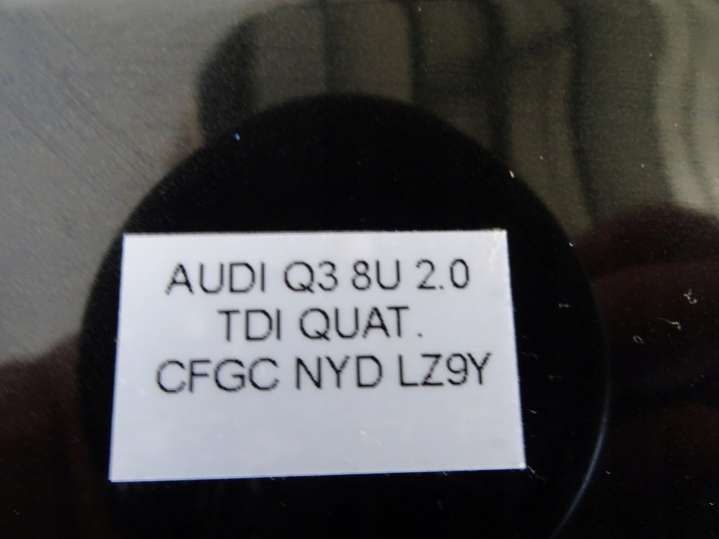 AUDI Q3 8U 2.0
TDI QUAT.
CFGC NYD LZ9Y